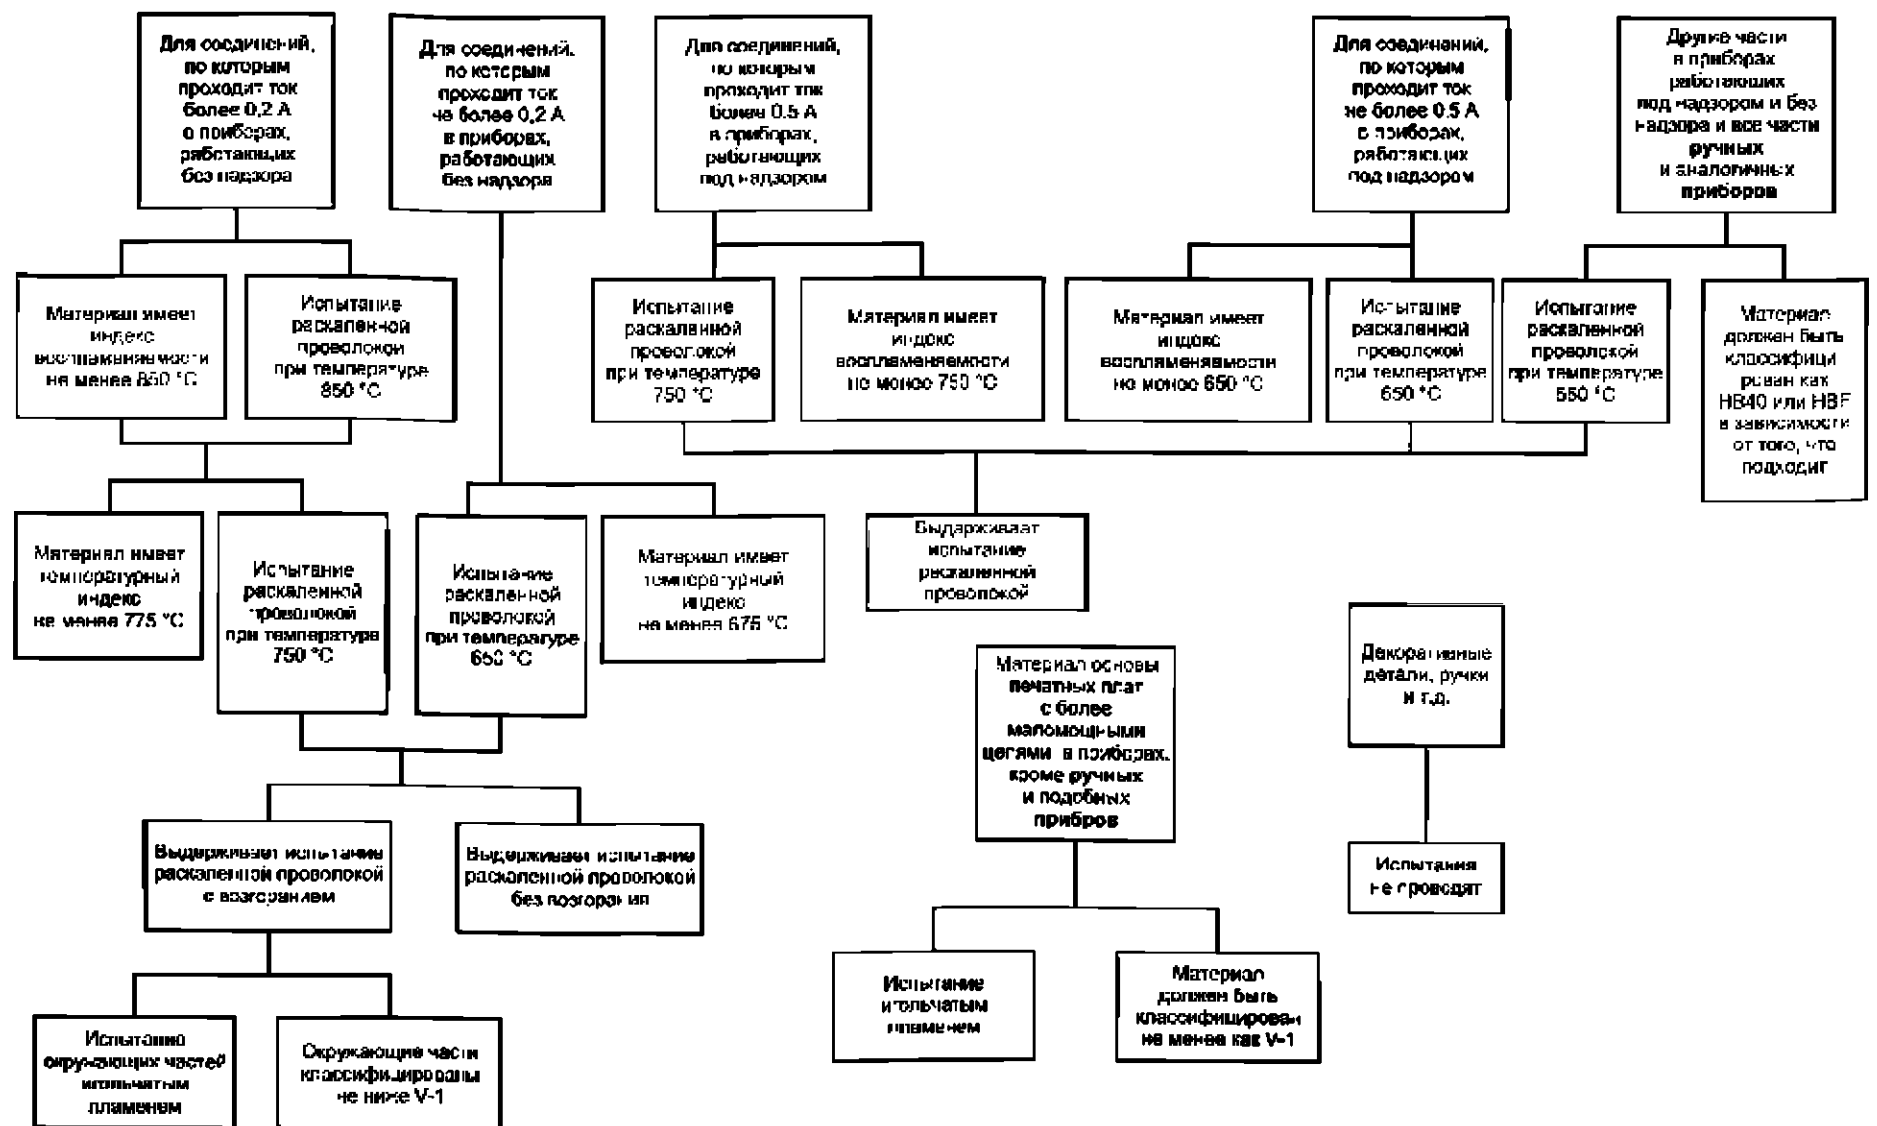 Для соединений,
по которым
проходит ток
более 0,2 А
в приборах,
работающих
без надзора
Для соединений,
по которым
проходит ток
не более 0,2 А
в приборах,
работающих
без надзора
Для соединений,
по которым
проходит ток
более 0.5 А
в приборах,
работающих
под надзором
Для соединений,
по которым
проходит ток
не более 0.5 А
в приборах,
работающих
под надзором
Другие части
в приборах
работающих
под надзором и без
надзора и все части
ручных
и аналогичных
приборов
Материал имеет
индекс
воспламеняемости
не менее 850 °С
Испытание
раскаленной
проволокой
при температуре
850 °С
Испытание
раскаленной
проволокой
при температуре
750 °С
Материал имеет
индекс
воспламеняемости
не менее 750 °С
Материал имеет
индекс
воспламеняемости
не менее 650 °С
Испытание
раскаленной
проволокой
при температуре
650 °С
Испытание
раскаленной
проволокой
при температуре
550 °С
Материал
должен быть
классифици
рован как
НВ40 или HBF
в зависимости
от того, что
подходит
Материал имеет
температурный
индекс
не менее 775 °С
Испытание
раскаленной
проволокой
при температуре
750 °С
Испытание
раскаленной
проволокой
при температуре
650 °С
Материал имеет
температурный
индекс
не менее 675 °С
Выдерживает
испытание
раскаленной
проволокой
Материал основы
печатных плат
с более
маломощными
цепями в приборах.
кроме ручных
и подобных
прибров
Декоративные
детали, ручки
и т.д.
Выдерживает испытание
раскаленной проволокой
с возгоранием
Выдерживает испытание
раскаленной проволокой
без возгорания
Испытания
не проводят
Испытание
игольчатым
пламенем
Материал
должен быть
классифицирован
не менее как V-1
Испытание
окружающих частей
игольчатым
пламенем
Окружающие части
классифицированы
не ниже V-1